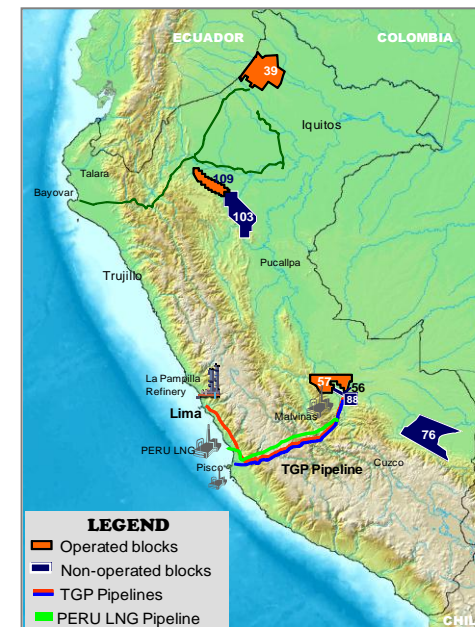 ECUADOR
COLOMBIA
39
Iquitos
Talara
109
Bayovar
103
Pucallpa
Trujillo
La Pampilla
Refinery
57
56
88
Lima
Malvinas
76
PERU LNG
Cuzco
Pisco
TGP Pipeline
LEGEND
Operated blocks
Non-operated blocks
TGP Pipelines
PERU LNG Pipeline